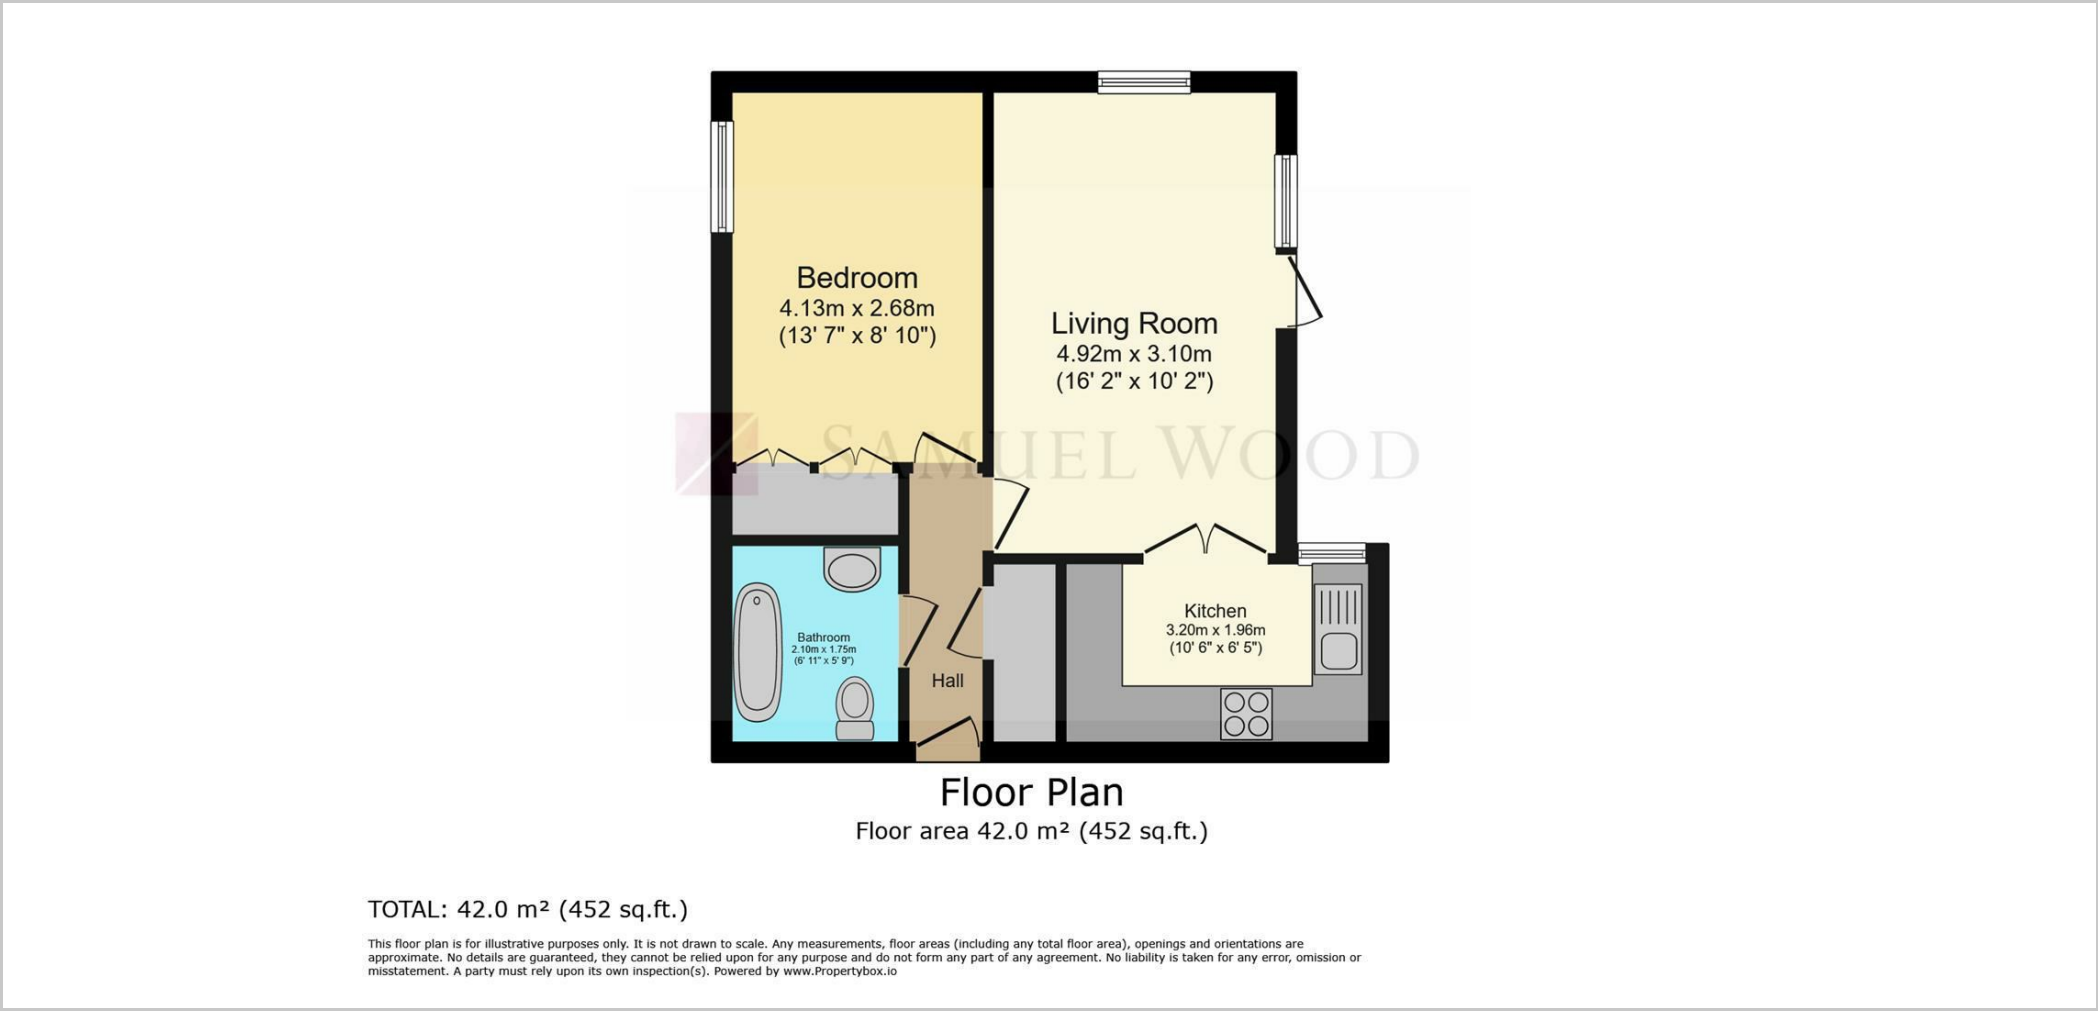 Bedroom
4.13m x 2.68m
(13' 7" x 8' 10")
Living Room
4.92m x 3.10m
(16' 2" x 10' 2")
SAMUEL WOOD
Kitchen
3.20m x 1.96m
(10' 6" x 6' 5")
Bathroom
2.10m x 1.75m
(6' 11" x 5' 9")
Hall
Floor Plan
Floor area 42.0 m² (452 sq.ft.)
TOTAL: 42.0 m² (452 sq.ft.)
This floor plan is for illustrative purposes only. It is not drawn to scale. Any measurements, floor areas (including any total floor area), openings and orientations are
approximate. No details are guaranteed, they cannot be relied upon for any purpose and do not form any part of any agreement. No liability is taken for any error, omission or
misstatement. A party must rely upon its own inspection(s). Powered by www.Propertybox.io